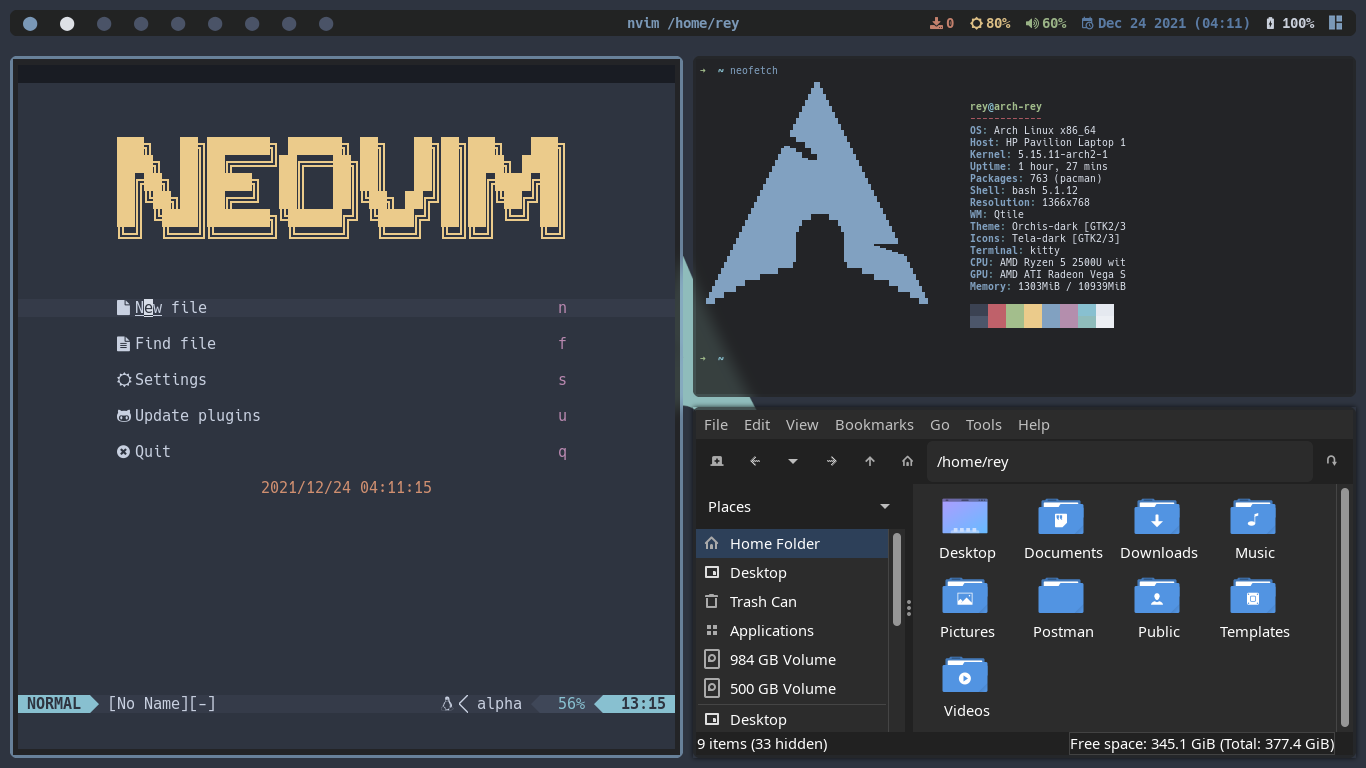 nvim /home/rey
0 80% 60% Dec 24 2021 (04:11) 100%
NEOVIM
New file n
Find file f
Settings s
Update plugins u
Quit q
2021/12/24 04:11:15
NORMAL [No Name][-] alpha 56% 13:15
→ ~ neofetch
rey@arch-rey
------------
OS: Arch Linux x86_64
Host: HP Pavilion Laptop 1
Kernel: 5.15.11-arch2-1
Uptime: 1 hour, 27 mins
Packages: 763 (pacman)
Shell: bash 5.1.12
Resolution: 1366x768
WM: Qtile
Theme: Orchis-dark [GTK2/3
Icons: Tela-dark [GTK2/3]
Terminal: kitty
CPU: AMD Ryzen 5 2500U wit
GPU: AMD ATI Radeon Vega S
Memory: 1303MiB / 10939MiB
→ ~
File Edit View Bookmarks Go Tools Help
/home/rey
Places
Home Folder
Desktop
Trash Can
Applications
984 GB Volume
500 GB Volume
Desktop
Desktop Documents Downloads Music
Pictures Postman Public Templates
Videos
9 items (33 hidden) Free space: 345.1 GiB (Total: 377.4 GiB)